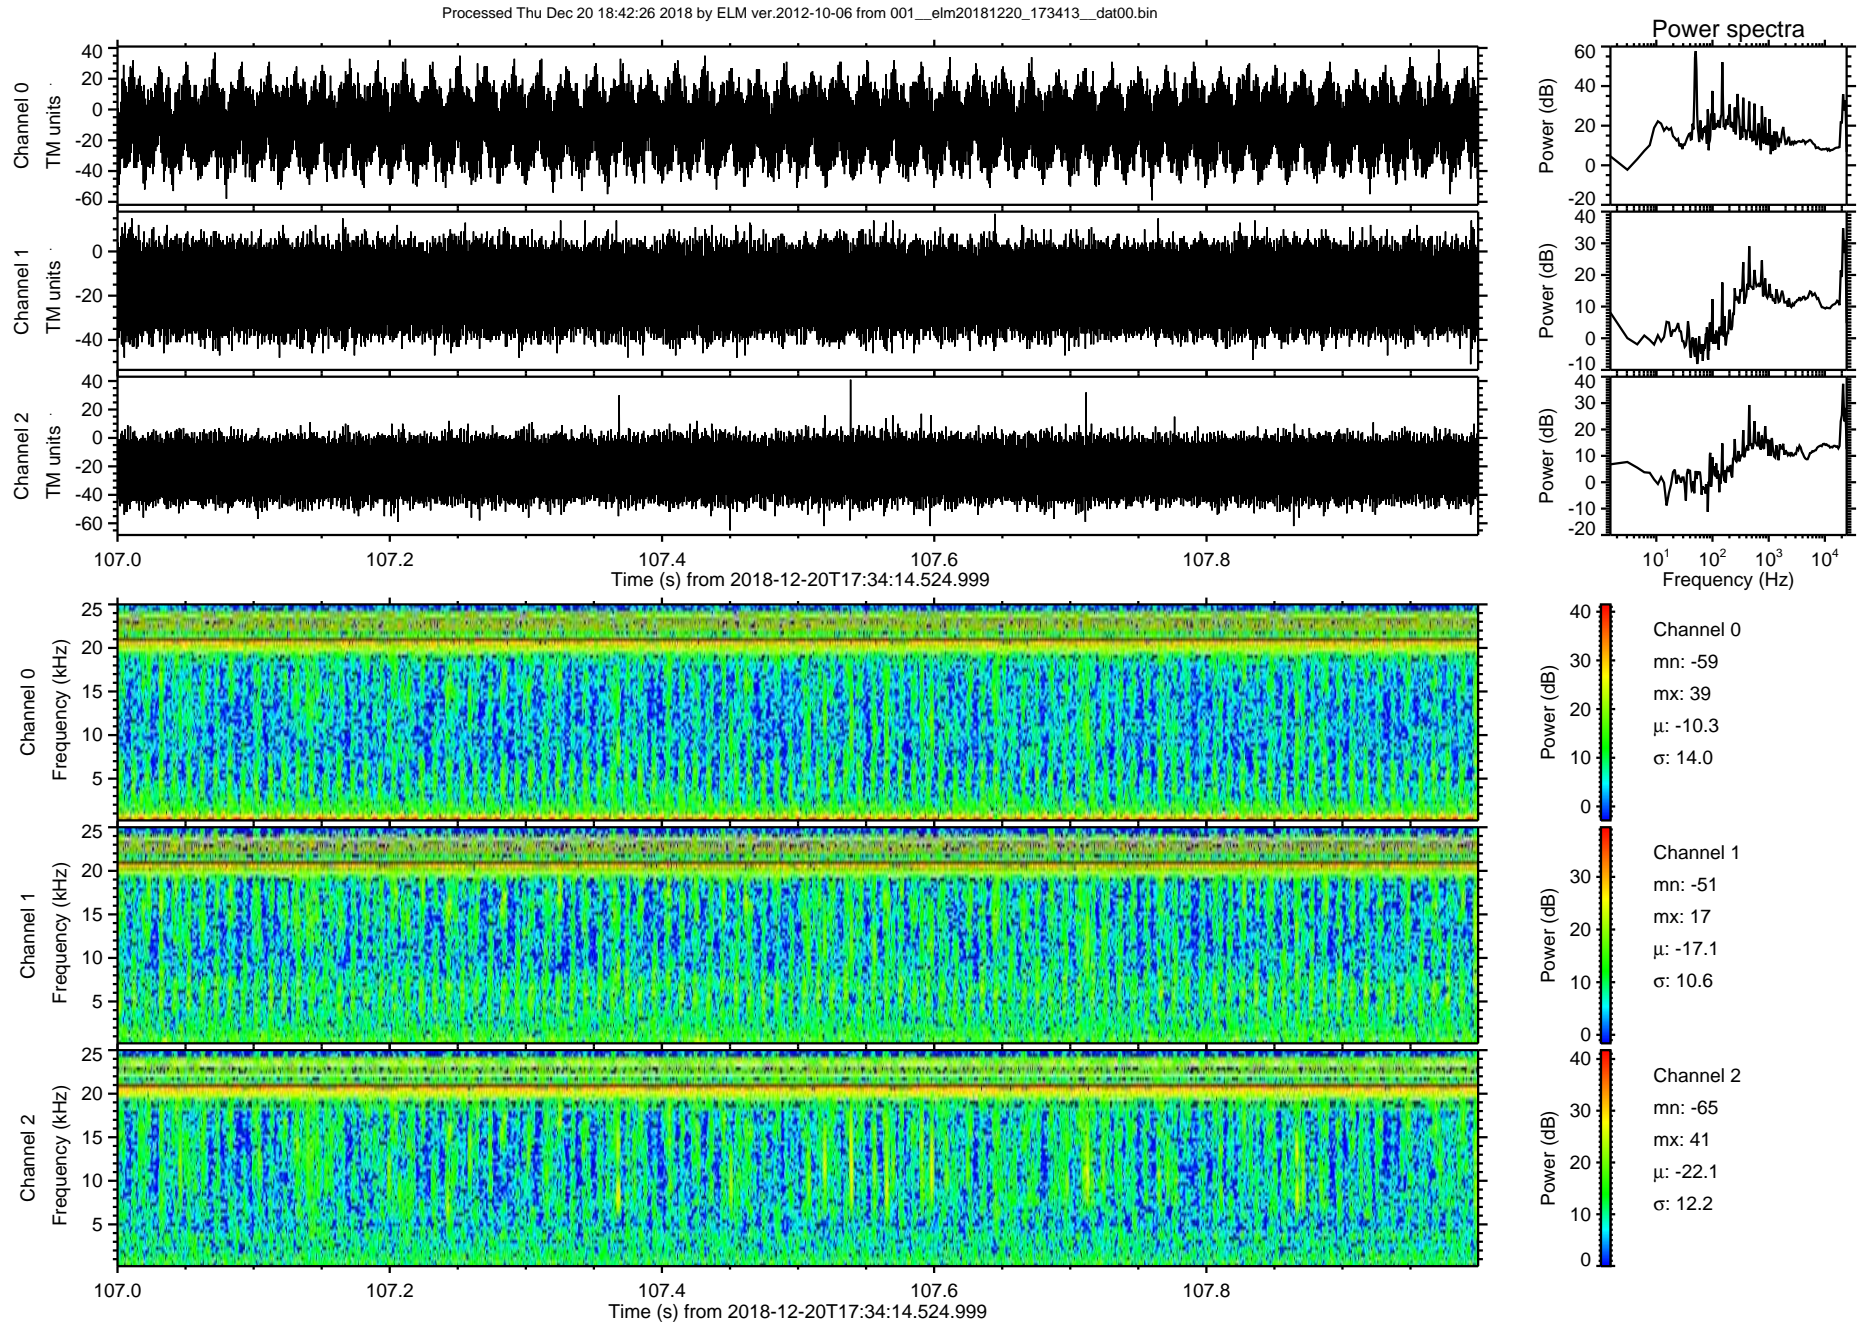 Processed Thu Dec 20 18:42:26 2018 by ELM ver.2012-10-06 from 001__elm20181220_173413__dat00.bin
Power spectra
Channel 0
TM units
40
20
0
-20
-40
-60
Power (dB)
60
40
20
0
-20
Channel 1
TM units
0
-20
-40
Power (dB)
40
30
20
10
0
-10
Channel 2
TM units
40
20
0
-20
-40
-60
Power (dB)
40
30
20
10
0
-10
-20
107.0 107.2 107.4 107.6 107.8
Time (s) from 2018-12-20T17:34:14.524.999
10¹ 10² 10³ 10⁴
Frequency (Hz)
Channel 0
Frequency (kHz)
25
20
15
10
5
Power (dB)
40
30
20
10
0
Channel 0
mn: -59
mx: 39
µ: -10.3
σ: 14.0
Channel 1
Frequency (kHz)
25
20
15
10
5
Power (dB)
30
20
10
0
Channel 1
mn: -51
mx: 17
µ: -17.1
σ: 10.6
Channel 2
Frequency (kHz)
25
20
15
10
5
Power (dB)
40
30
20
10
0
Channel 2
mn: -65
mx: 41
µ: -22.1
σ: 12.2
107.0 107.2 107.4 107.6 107.8
Time (s) from 2018-12-20T17:34:14.524.999